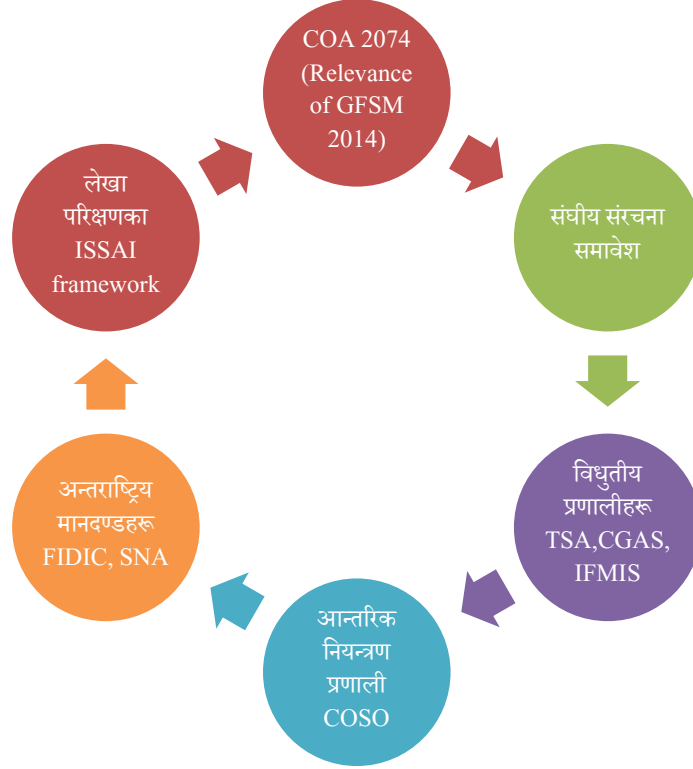 COA 2074
(Relevance
of GFSM
2014)
संघीय संरचना
समावेश
विधुतीय
प्रणालीहरू
TSA,CGAS,
IFMIS
आन्तरिक
नियन्त्रण
प्रणाली
COSO
अन्तराष्ट्रिय
मानदण्डहरू
FIDIC, SNA
लेखा
परिक्षणका
ISSAI
framework